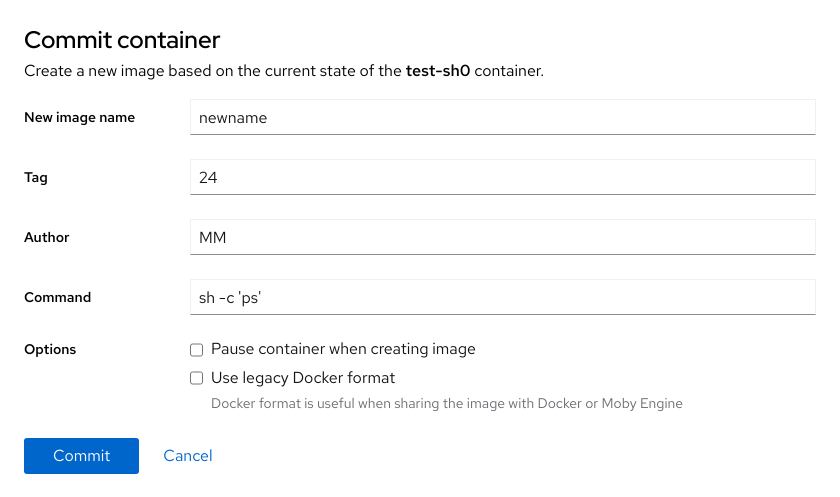 Commit container
Create a new image based on the current state of the test-sh0 container.
New image name
newname
Tag
24
Author
MM
Command
sh -c 'ps'
Options
Pause container when creating image
Use legacy Docker format
Docker format is useful when sharing the image with Docker or Moby Engine
Commit
Cancel